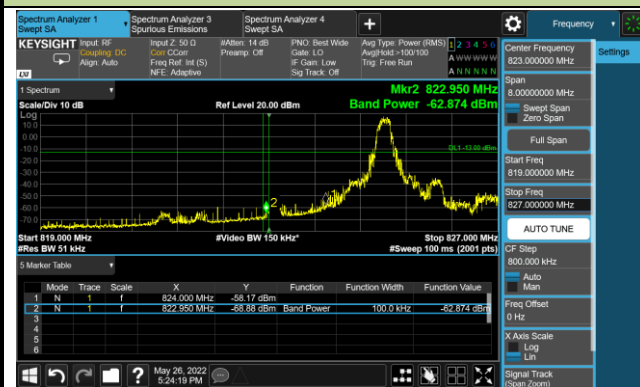 Spectrum Analyzer 1
Swept SA
Spectrum Analyzer 3
Spurious Emissions
Spectrum Analyzer 4
Swept SA
+
Frequency
KEYSIGHT
Input: RF
Coupling: DC
Align: Auto
Input Z: 50 Ω
Corr CCorr
Freq Ref: Int (S)
NFE: Adaptive
#Atten: 14 dB
Preamp: Off
PNO: Best Wide
Gate: LO
IF Gain: Low
Sig Track: Off
Avg Type: Power (RMS)
Avg|Hold:>100/100
Trig: Free Run
1 2 3 4 5 6
A W W W W W
A N N N N N
LXI
1 Spectrum
Scale/Div 10 dB
Ref Level 20.00 dBm
Mkr2 822.950 MHz
Band Power -62.874 dBm
Log
10.0
0.00
-10.0
-20.0
-30.0
-40.0
-50.0
-60.0
-70.0
DL1 -13.00 dBm
2
Start 819.000 MHz
#Res BW 51 kHz
#Video BW 150 kHz*
Stop 827.000 MHz
#Sweep 100 ms (2001 pts)
5 Marker Table
Mode Trace Scale X Y Function Function Width Function Value
1 N 1 f 824.000 MHz -58.17 dBm
2 N 1 f 822.950 MHz -68.88 dBm Band Power 100.0 kHz -62.874 dBm
3
4
5
6
?
May 26, 2022
5:24:19 PM
Center Frequency
823.000000 MHz
Settings
Span
8.00000000 MHz
Swept Span
Zero Span
Full Span
Start Freq
819.000000 MHz
Stop Freq
827.000000 MHz
AUTO TUNE
CF Step
800.000 kHz
Auto
Man
Freq Offset
0 Hz
X Axis Scale
Log
Lin
Signal Track
(Span Zoom)